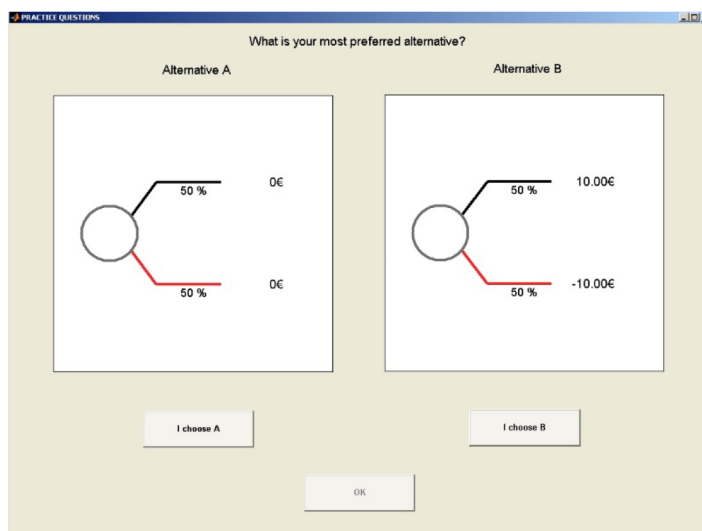 PRACTICE QUESTIONS
What is your most preferred alternative?
Alternative A
Alternative B
50 %
0€
50 %
0€
50 %
10.00€
50 %
-10.00€
I choose A
I choose B
OK